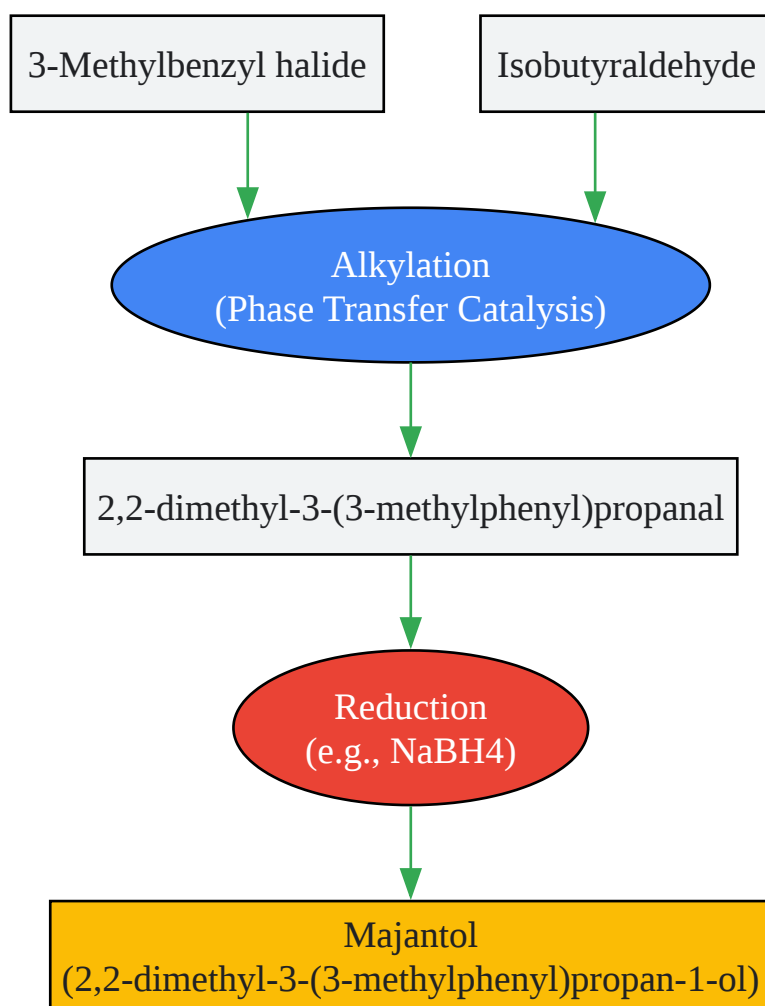 3-Methylbenzyl halide
Isobutyraldehyde
Alkylation
(Phase Transfer Catalysis)
2,2-dimethyl-3-(3-methylphenyl)propanal
Reduction
(e.g., NaBH4)
Majantol
(2,2-dimethyl-3-(3-methylphenyl)propan-1-ol)